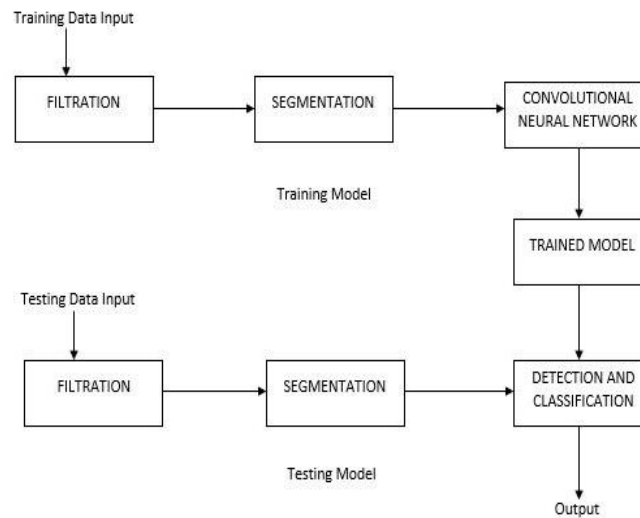 Training Data Input
FILTRATION
SEGMENTATION
CONVOLUTIONAL
NEURAL NETWORK
Training Model
TRAINED MODEL
Testing Data Input
FILTRATION
SEGMENTATION
DETECTION AND
CLASSIFICATION
Testing Model
Output